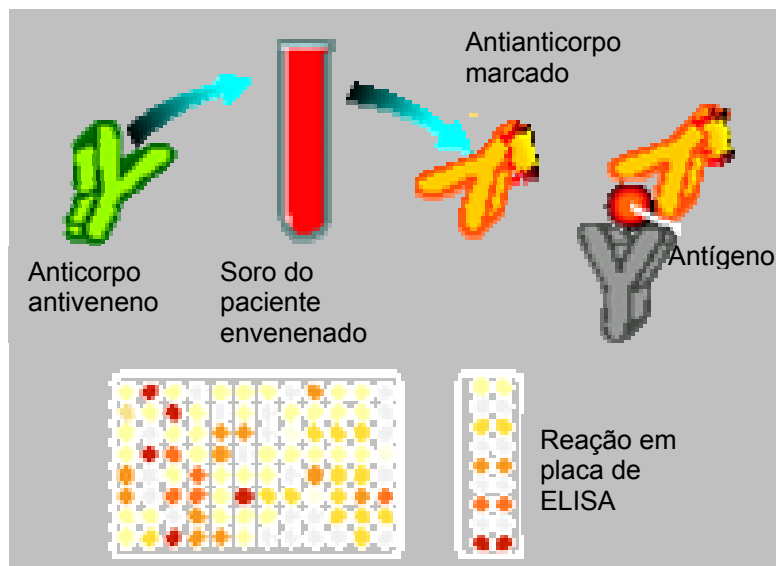 Antianticorpo
marcado
Anticorpo
antiveneno
Soro do
paciente
envenenado
Antígeno
Reação em
placa de
ELISA